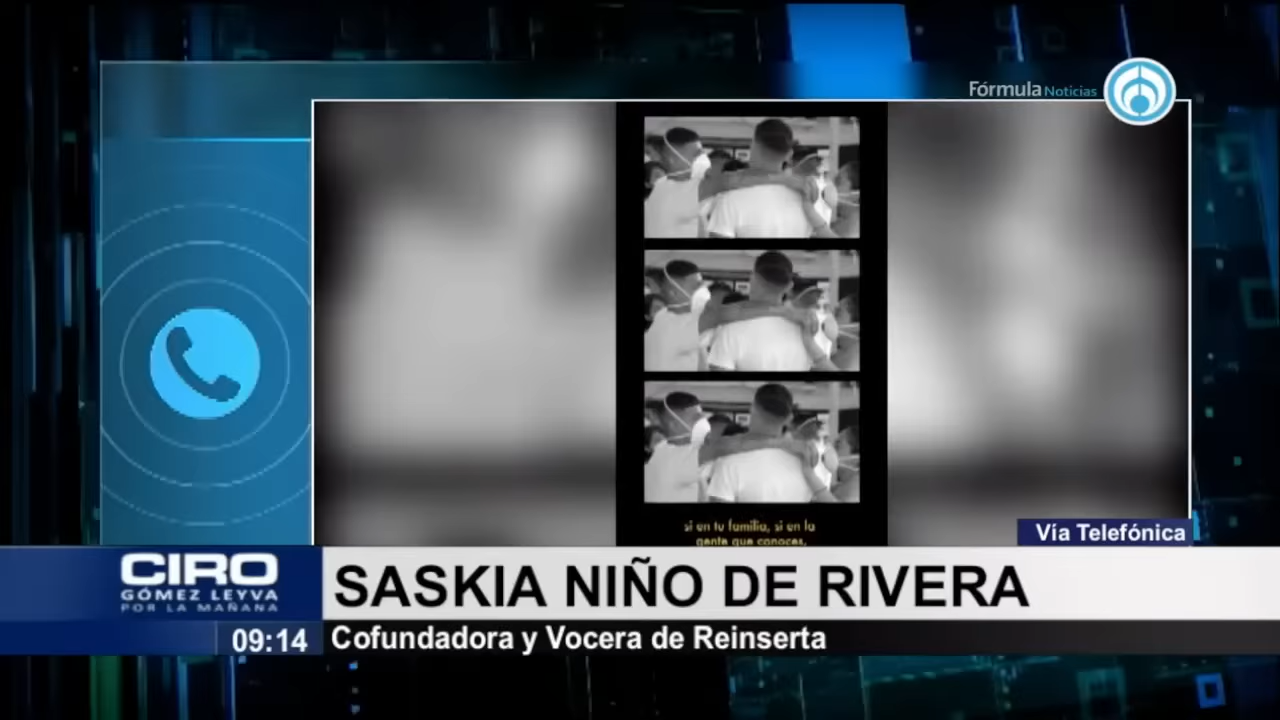 Fórmula Noticias
si en tu familia, si en la
gente que conoces,
Vía Telefónica
CIRO
GÓMEZ LEYVA
POR LA MAÑANA
SASKIA NIÑO DE RIVERA
09:14
Cofundadora y Vocera de Reinserta